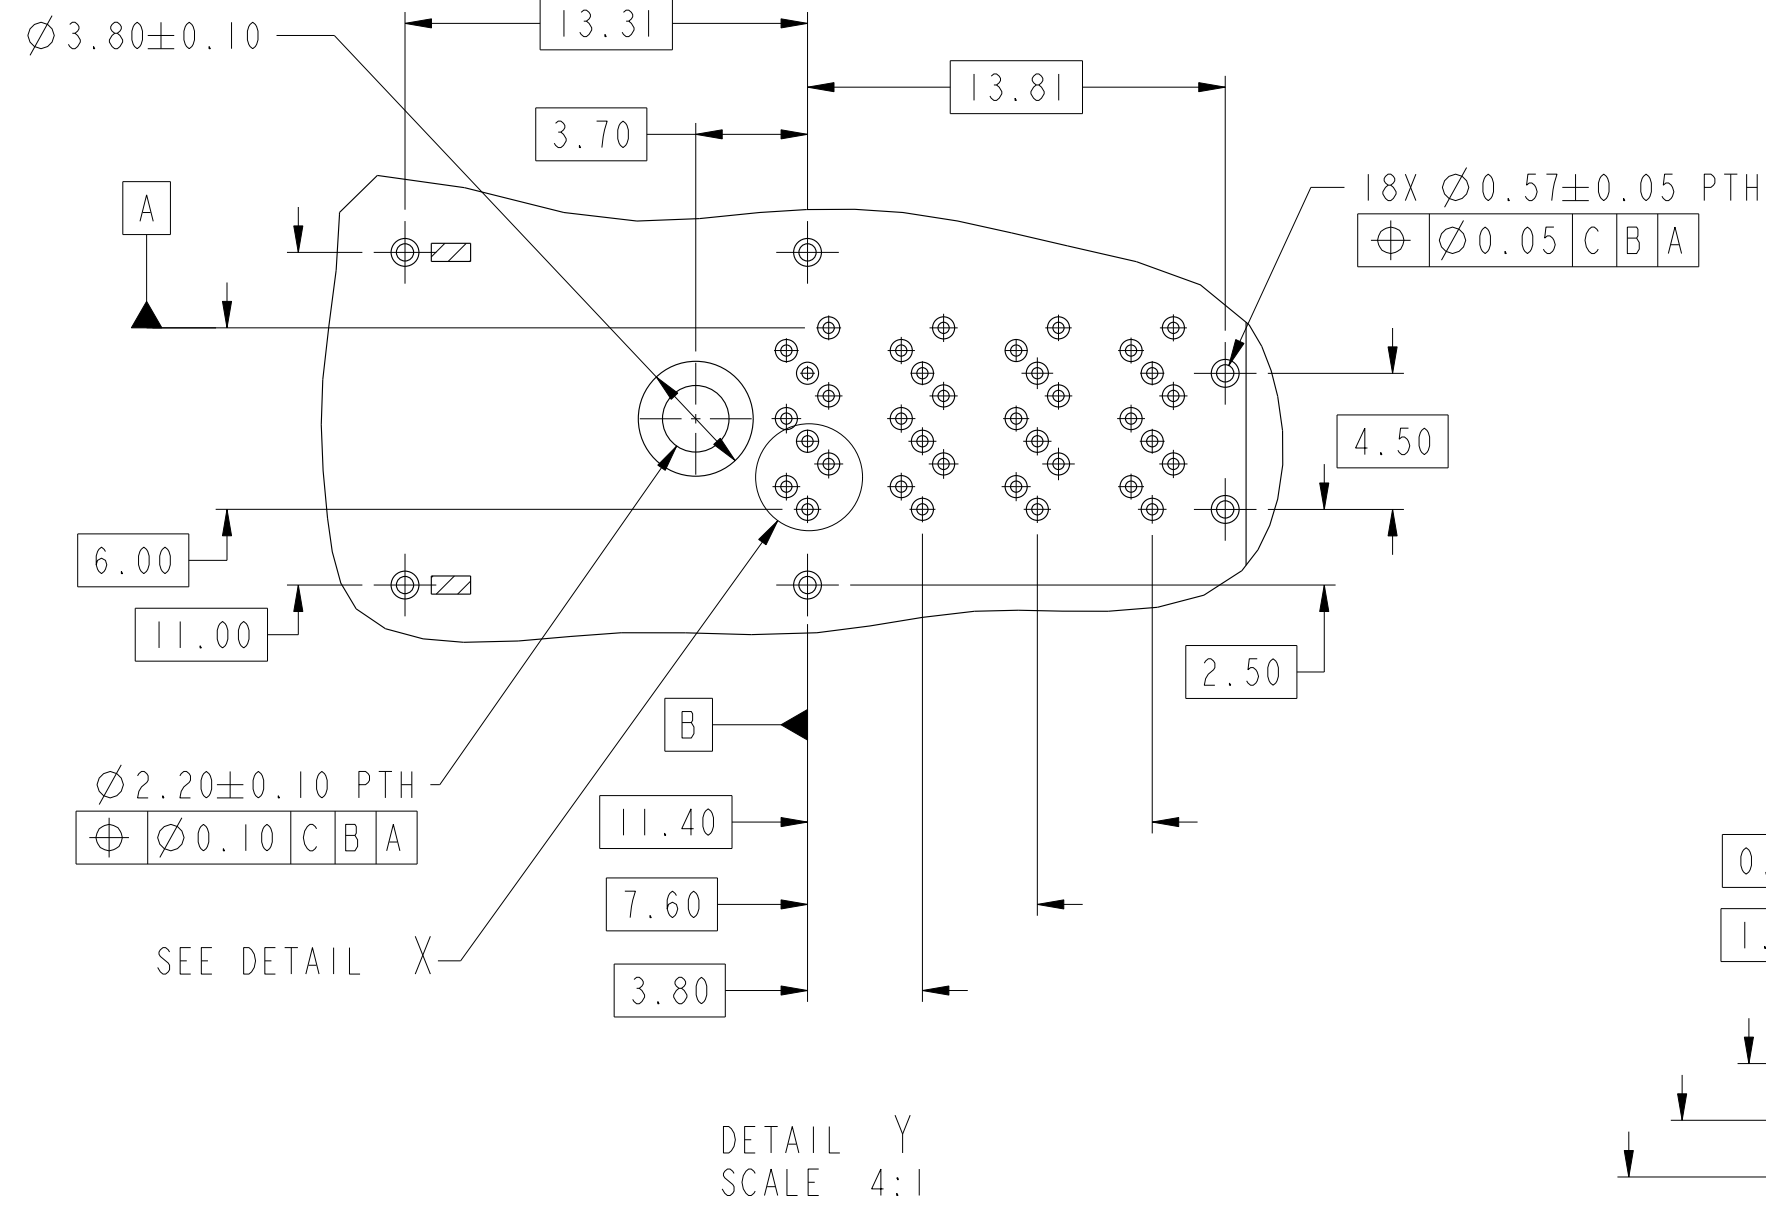 13.31
Ø3.80±0.10
13.81
3.70
18X Ø0.57±0.05 PTH
⌖ Ø0.05 C B A
A
4.50
6.00
11.00
2.50
B
Ø2.20±0.10 PTH
⌖ Ø0.10 C B A
11.40
0.
7.60
1.
SEE DETAIL X
3.80
DETAIL Y
SCALE 4:1